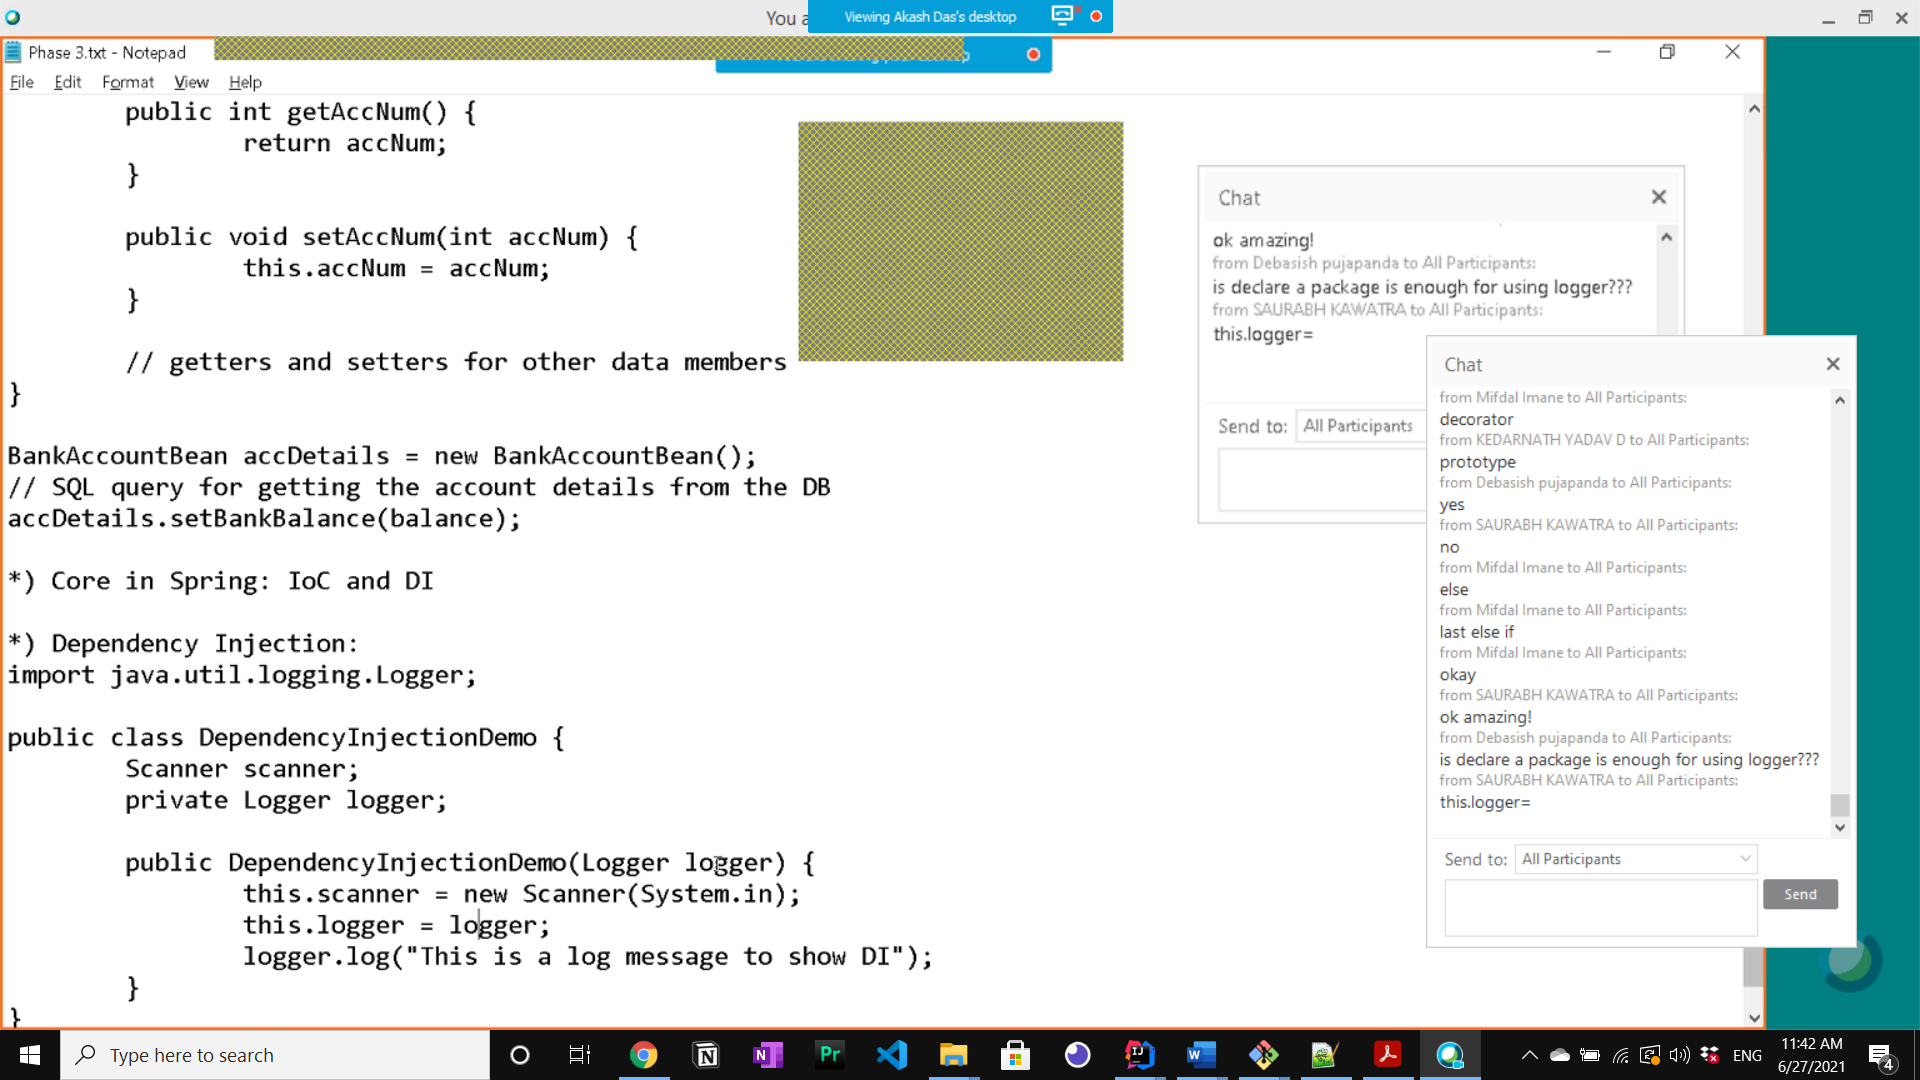 You a
Viewing Akash Das's desktop
Phase 3.txt - Notepad
File Edit Format View Help
public int getAccNum() {
return accNum;
}
public void setAccNum(int accNum) {
this.accNum = accNum;
}
// getters and setters for other data members
}
BankAccountBean accDetails = new BankAccountBean();
// SQL query for getting the account details from the DB
accDetails.setBankBalance(balance);
*) Core in Spring: IoC and DI
*) Dependency Injection:
import java.util.logging.Logger;
public class DependencyInjectionDemo {
Scanner scanner;
private Logger logger;
public DependencyInjectionDemo(Logger logger) {
this.scanner = new Scanner(System.in);
this.logger = logger;
logger.log("This is a log message to show DI");
}
}
Chat
ok amazing!
from Debasish pujapanda to All Participants:
is declare a package is enough for using logger???
from SAURABH KAWATRA to All Participants:
this.logger=
Send to: All Participants
Chat
from Mifdal Imane to All Participants:
decorator
from KEDARNATH YADAV D to All Participants:
prototype
from Debasish pujapanda to All Participants:
yes
from SAURABH KAWATRA to All Participants:
no
from Mifdal Imane to All Participants:
else
from Mifdal Imane to All Participants:
last else if
from Mifdal Imane to All Participants:
okay
from SAURABH KAWATRA to All Participants:
ok amazing!
from Debasish pujapanda to All Participants:
is declare a package is enough for using logger???
from SAURABH KAWATRA to All Participants:
this.logger=
Send to: All Participants
Send
Type here to search
N
N
Pr
IJ
W
ENG
11:42 AM
6/27/2021
4